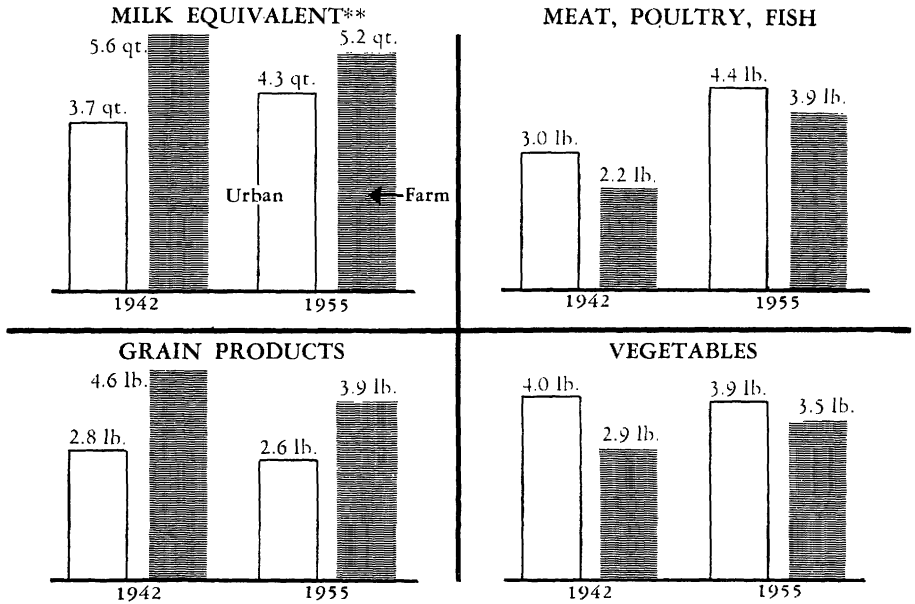 MILK EQUIVALENT**
5.6 qt.
5.2 qt.
4.3 qt.
3.7 qt.
Urban
Farm
1942
1955
MEAT, POULTRY, FISH
4.4 lb.
3.9 lb.
3.0 lb.
2.2 lb.
1942
1955
GRAIN PRODUCTS
4.6 lb.
3.9 lb.
2.8 lb.
2.6 lb.
1942
1955
VEGETABLES
4.0 lb.
3.9 lb.
3.5 lb.
2.9 lb.
1942
1955